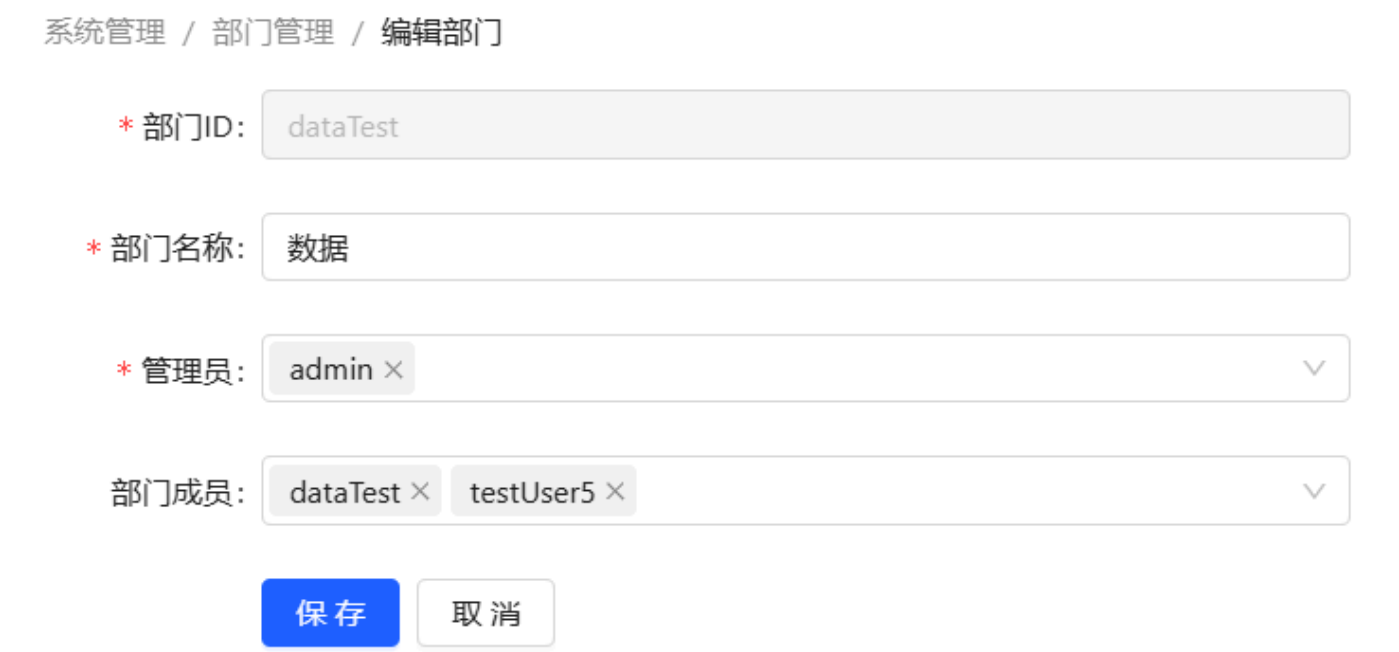 系统管理 / 部门管理 / 编辑部门
* 部门ID: dataTest
* 部门名称: 数据
* 管理员: admin ×
部门成员: dataTest × testUser5 ×
保 存 取 消